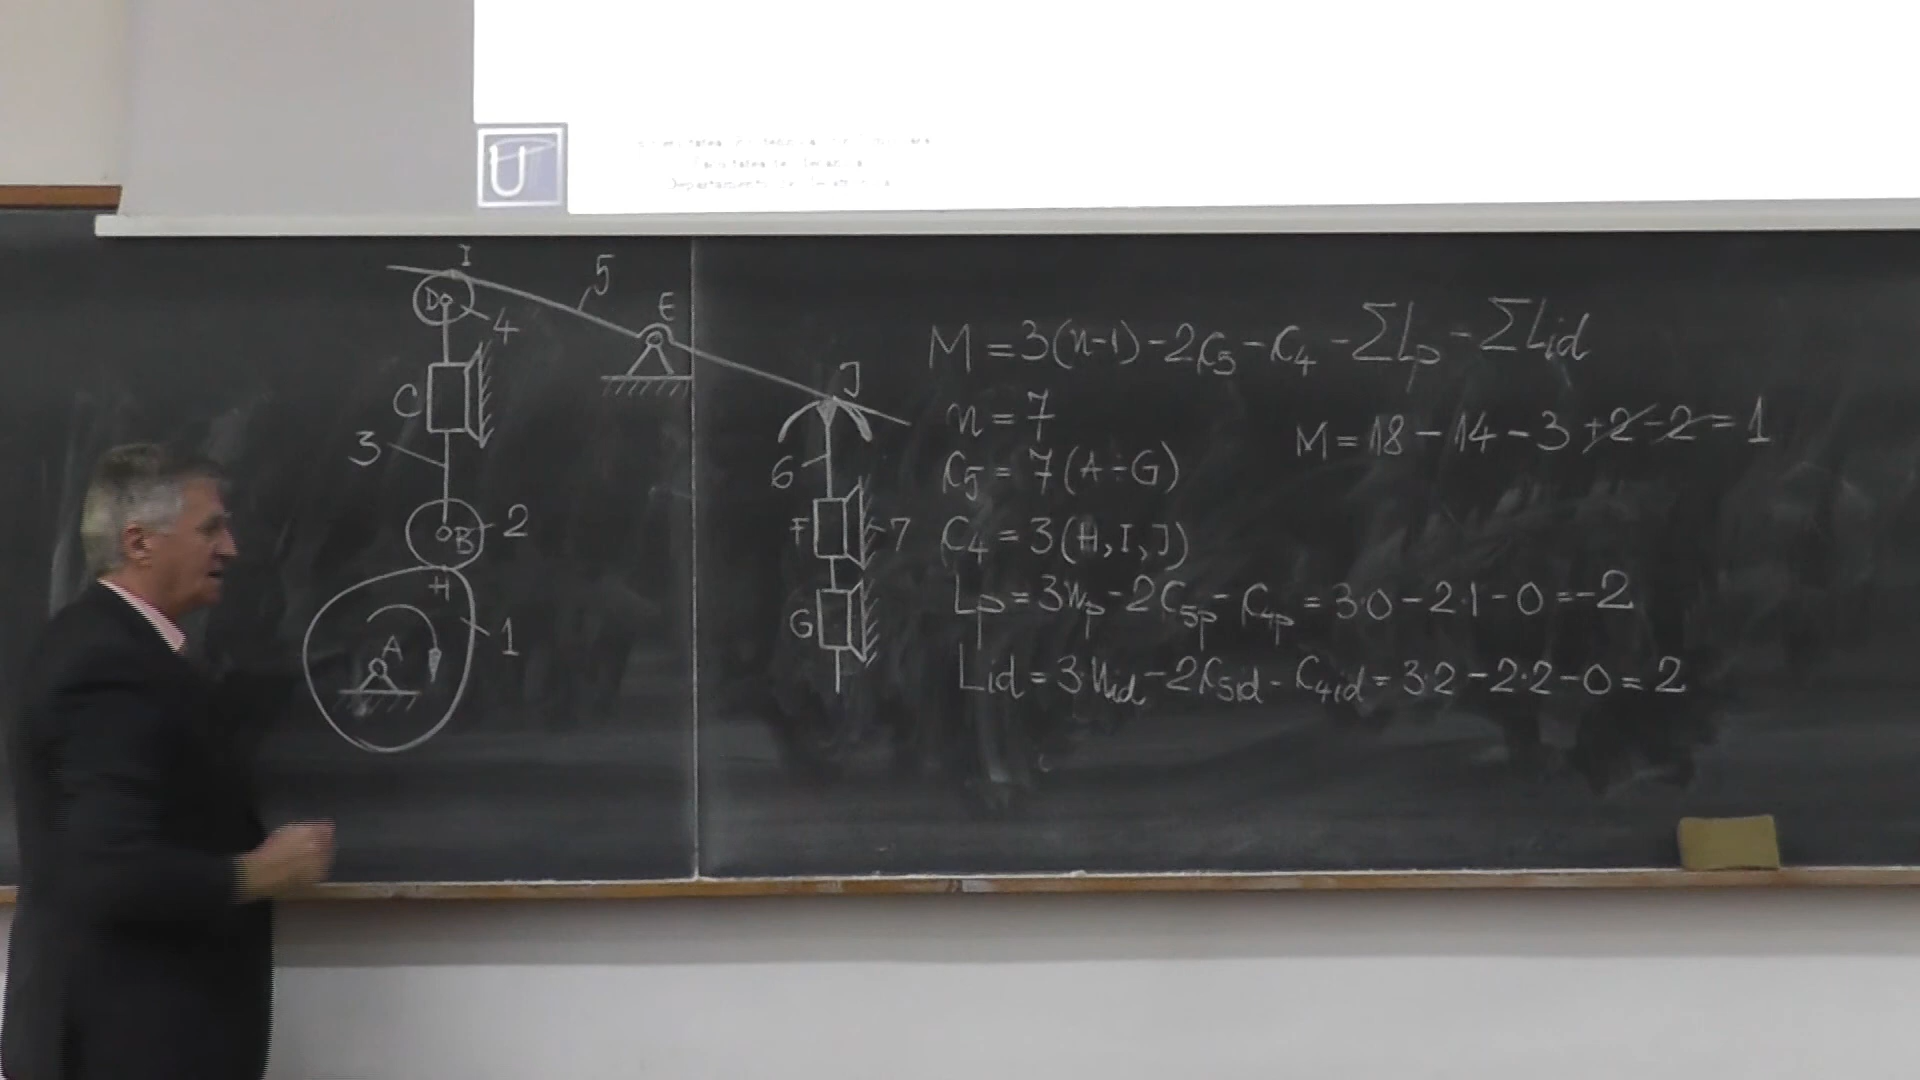 I
5
D
4
E
C
3
J
6
B
2
F
7
H
G
A
1
M = 3(n-1) - 2C₅ - C₄ - ΣLp - ΣLid
n = 7
M = 18 - 14 - 3 + 2 - 2 = 1
C₅ = 7 (A÷G)
C₄ = 3 (H, I, J)
Lp = 3np - 2C₅p - C₄p = 3·0 - 2·1 - 0 = -2
Lid = 3·nid - 2C₅id - C₄id = 3·2 - 2·2 - 0 = 2